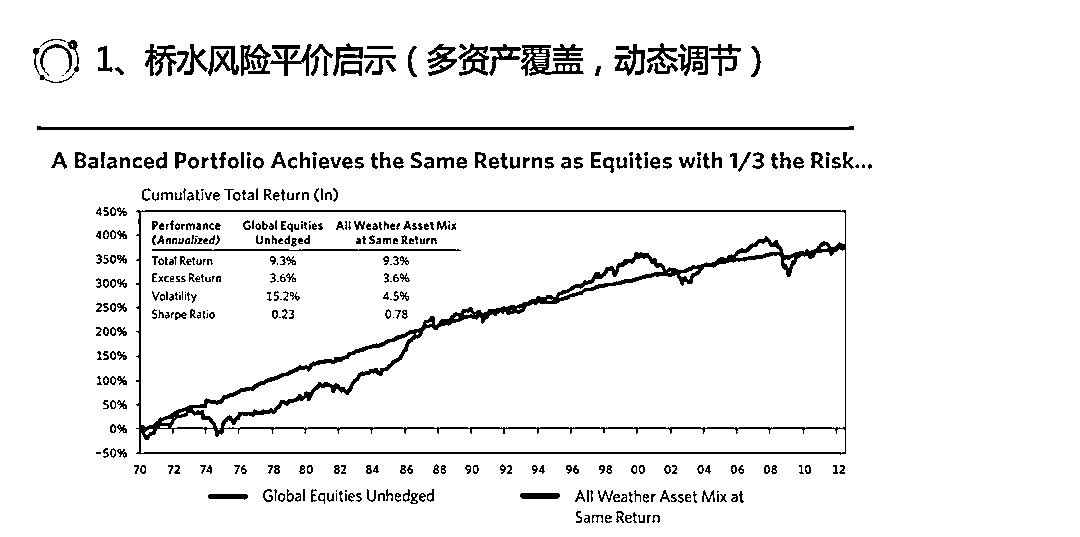 1、桥水风险平价启示（多资产覆盖，动态调节）
A Balanced Portfolio Achieves the Same Returns as Equities with 1/3 the Risk...
Cumulative Total Return (ln)
Performance (Annualized) Global Equities Unhedged All Weather Asset Mix at Same Return
Total Return 9.3% 9.3%
Excess Return 3.6% 3.6%
Volatility 15.2% 4.5%
Sharpe Ratio 0.23 0.78
450%
400%
350%
300%
250%
200%
150%
100%
50%
0%
-50%
70 72 74 76 78 80 82 84 86 88 90 92 94 96 98 00 02 04 06 08 10 12
Global Equities Unhedged
All Weather Asset Mix at
Same Return